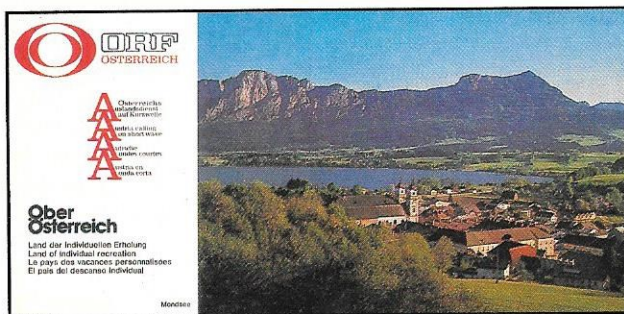 ORF
ÖSTERREICH
Österreichs
Auslandsdienst
auf Kurzwelle
Austria calling
on short wave
Autriche
ondes courtes
Austria en
onda corta
Ober
Österreich
Land der individuellen Erholung
Land of individual recreation
Le pays des vacances personnalisées
El país del descanso individual
Mondsee